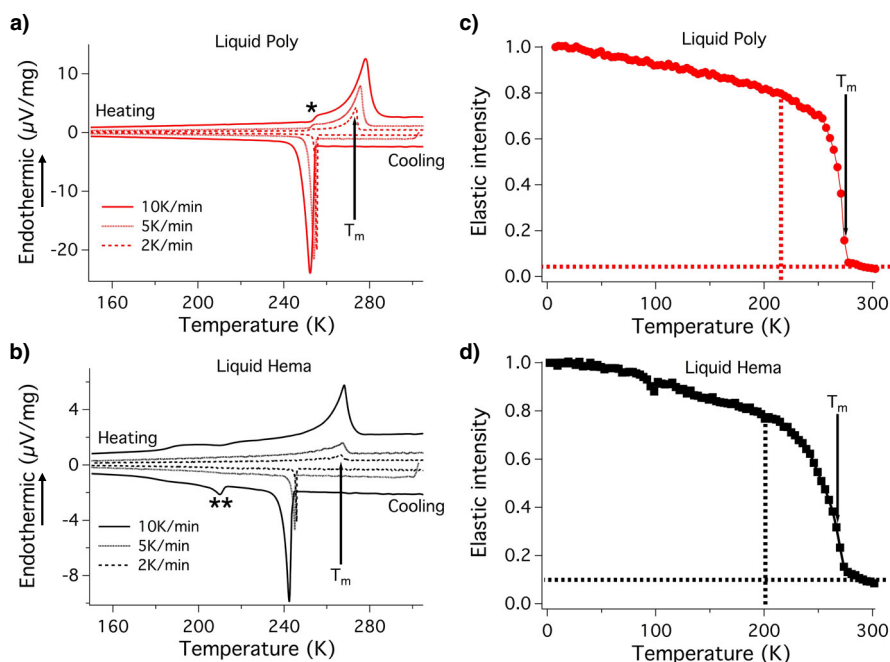 a)
Liquid Poly
Endothermic (µV/mg)
10
0
-10
-20
Heating
*
Cooling
Tm
10K/min
5K/min
2K/min
160 200 240 280
Temperature (K)
b)
Liquid Hema
Endothermic (µV/mg)
4
0
-4
-8
Heating
**
Cooling
Tm
10K/min
5K/min
2K/min
160 200 240 280
Temperature (K)
c)
Liquid Poly
Elastic intensity
1.0
0.8
0.6
0.4
0.2
0.0
Tm
0 100 200 300
Temperature (K)
d)
Liquid Hema
Elastic intensity
1.0
0.8
0.6
0.4
0.2
0.0
Tm
0 100 200 300
Temperature (K)